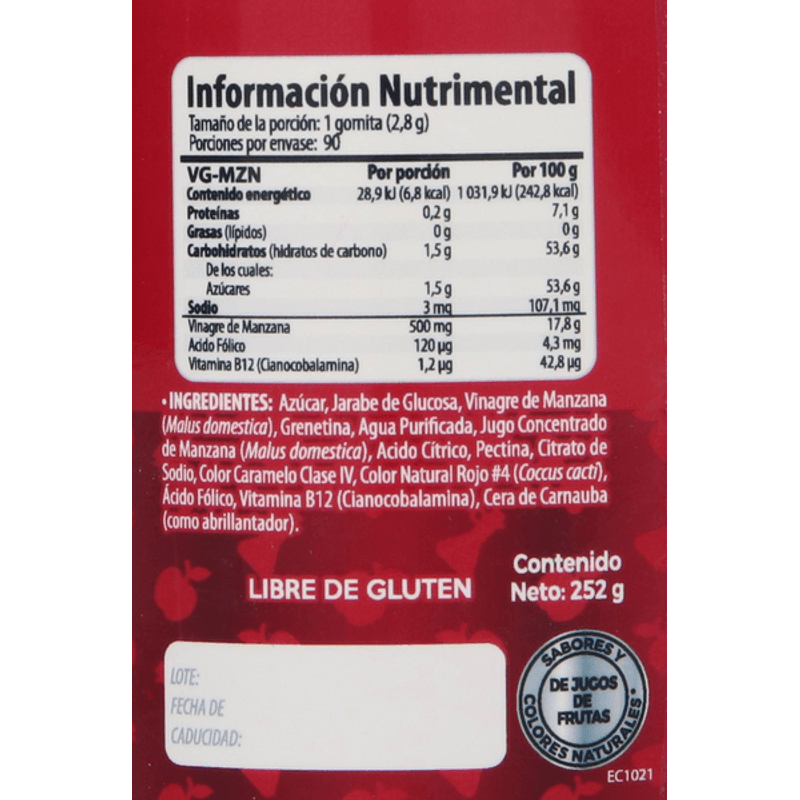 Información Nutrimental
Tamaño de la porción: 1 gomita (2,8 g)
Porciones por envase: 90
VG-MZN Por porción Por 100 g
Contenido energético 28,9 kJ (6,8 kcal) 1 031,9 kJ (242,8 kcal)
Proteínas 0,2 g 7,1 g
Grasas (lípidos) 0 g 0 g
Carbohidratos (hidratos de carbono) 1,5 g 53,6 g
De los cuales:
Azúcares 1,5 g 53,6 g
Sodio 3 mg 107,1 mg
Vinagre de Manzana 500 mg 17,8 g
Acido Fólico 120 µg 4,3 mg
Vitamina B12 (Cianocobalamina) 1,2 µg 42,8 µg
• INGREDIENTES: Azúcar, Jarabe de Glucosa, Vinagre de Manzana
(Malus domestica), Grenetina, Agua Purificada, Jugo Concentrado
de Manzana (Malus domestica), Acido Cítrico, Pectina, Citrato de
Sodio, Color Caramelo Clase IV, Color Natural Rojo #4 (Coccus cacti),
Ácido Fólico, Vitamina B12 (Cianocobalamina), Cera de Carnauba
(como abrillantador).
LIBRE DE GLUTEN
Contenido
Neto: 252 g
LOTE:
FECHA DE
CADUCIDAD:
SABORES Y
DE JUGOS
DE
FRUTAS
COLORES NATURALES
EC1021